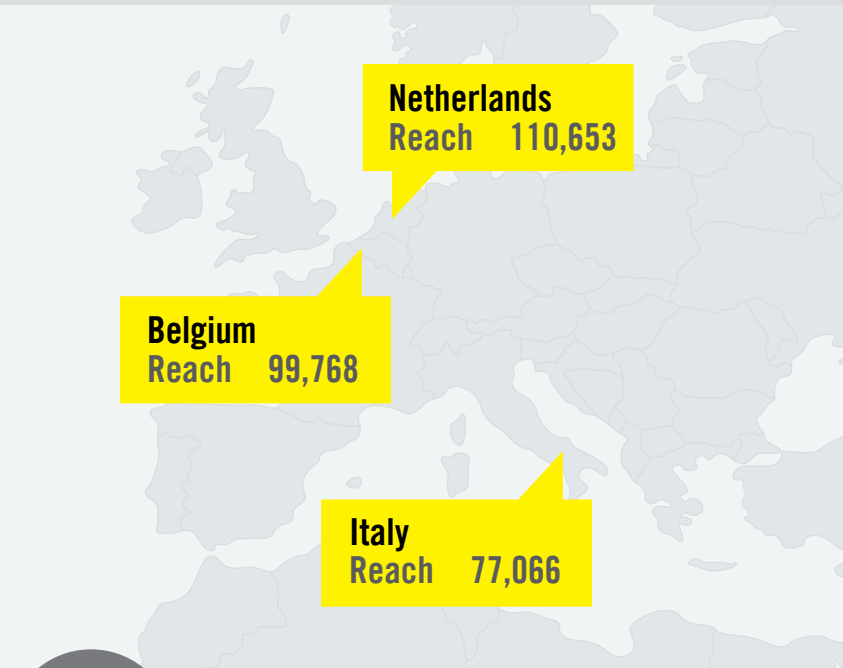 Netherlands
Reach 110,653
Belgium
Reach 99,768
Italy
Reach 77,066